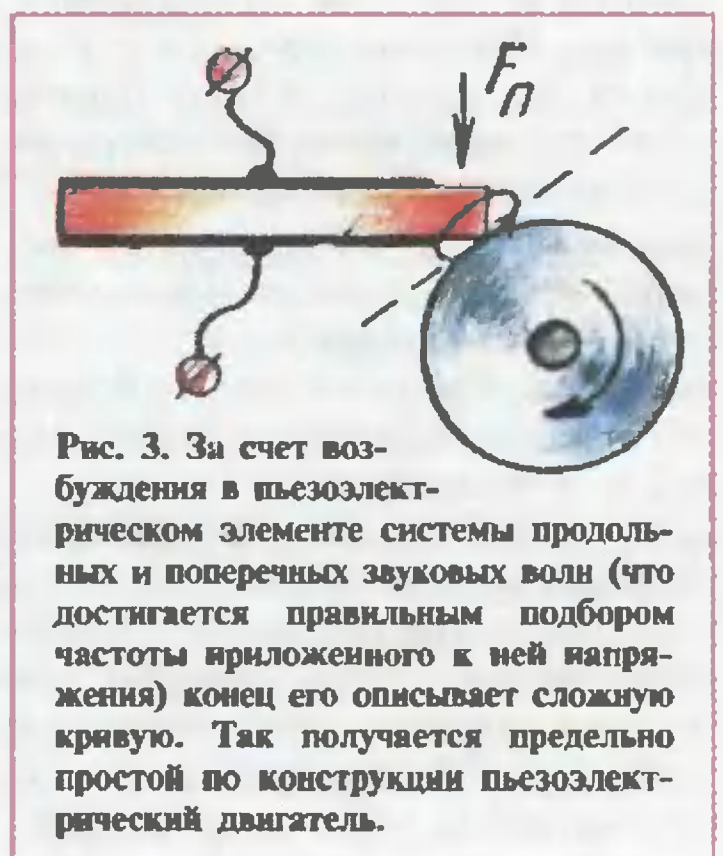 Fп
Рис. 3. За счет воз-
буждения в пьезоэлект-
рическом элементе системы продоль-
ных и поперечных звуковых волн (что
достигается правильным подбором
частоты приложенного к ней напря-
жения) конец его описывает сложную
кривую. Так получается предельно
простой по конструкции пьезоэлект-
рический двигатель.